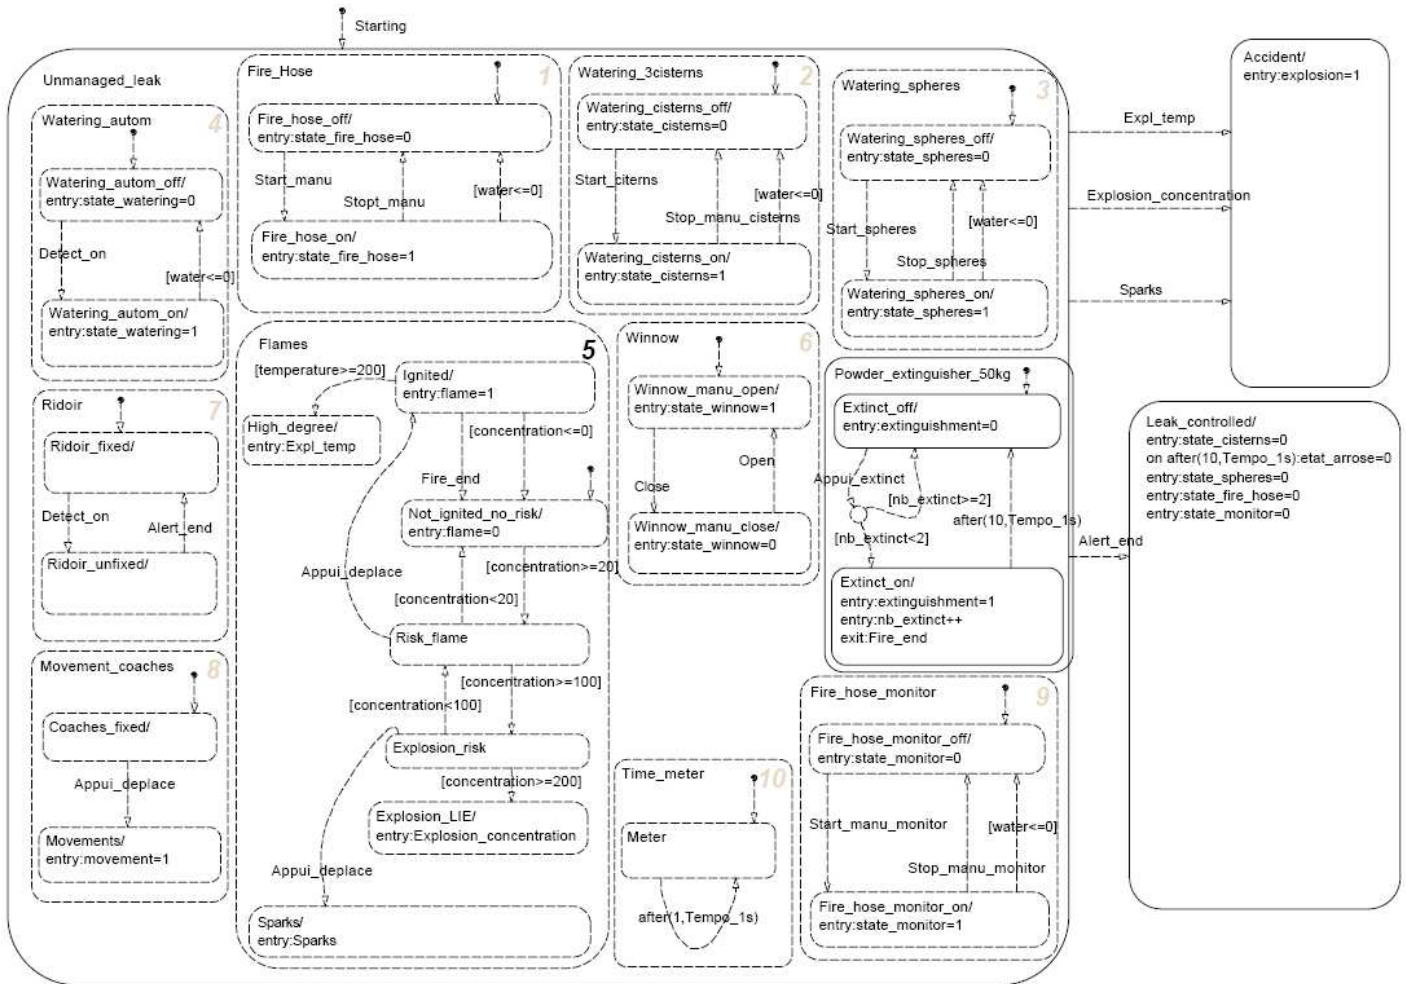 Starting
Unmanaged_leak
Watering_autom
4
Watering_autom_off/
entry:state_watering=0
Detect_on
[water<=0]
Watering_autom_on/
entry:state_watering=1
Fire_Hose
1
Fire_hose_off/
entry:state_fire_hose=0
Start_manu
Stopt_manu
[water<=0]
Fire_hose_on/
entry:state_fire_hose=1
Watering_3cisterns
2
Watering_cisterns_off/
entry:state_cisterns=0
Start_citerns
[water<=0]
Stop_manu_cisterns
Watering_cisterns_on/
entry:state_cisterns=1
Watering_spheres
3
Watering_spheres_off/
entry:state_spheres=0
Start_spheres
[water<=0]
Stop_spheres
Watering_spheres_on/
entry:state_spheres=1
Expl_temp
Explosion_concentration
Sparks
Accident/
entry:explosion=1
Ridoir
7
Ridoir_fixed/
Detect_on
Alert_end
Ridoir_unfixed/
Flames
5
[temperature>=200]
Ignited/
entry:flame=1
High_degree/
entry:Expl_temp
[concentration<=0]
Fire_end
Not_ignited_no_risk/
entry:flame=0
Appui_deplace
[concentration>=20]
[concentration<20]
Risk_flame
[concentration>=100]
[concentration<100]
Explosion_risk
[concentration>=200]
Explosion_LIE/
entry:Explosion_concentration
Appui_deplace
Sparks/
entry:Sparks
Winnow
6
Winnow_manu_open/
entry:state_winnow=1
Open
Close
Winnow_manu_close/
entry:state_winnow=0
Powder_extinguisher_50kg
Extinct_off/
entry:extinguishment=0
Appui_extinct
[nb_extinct>=2]
after(10,Tempo_1s)
[nb_extinct<2]
Extinct_on/
entry:extinguishment=1
entry:nb_extinct++
exit:Fire_end
Alert_end
Leak_controlled/
entry:state_cisterns=0
on after(10,Tempo_1s):etat_arrose=0
entry:state_spheres=0
entry:state_fire_hose=0
entry:state_monitor=0
Movement_coaches
8
Coaches_fixed/
Appui_deplace
Movements/
entry:movement=1
Time_meter
10
Meter
after(1,Tempo_1s)
Fire_hose_monitor
9
Fire_hose_monitor_off/
entry:state_monitor=0
Start_manu_monitor
[water<=0]
Stop_manu_monitor
Fire_hose_monitor_on/
entry:state_monitor=1